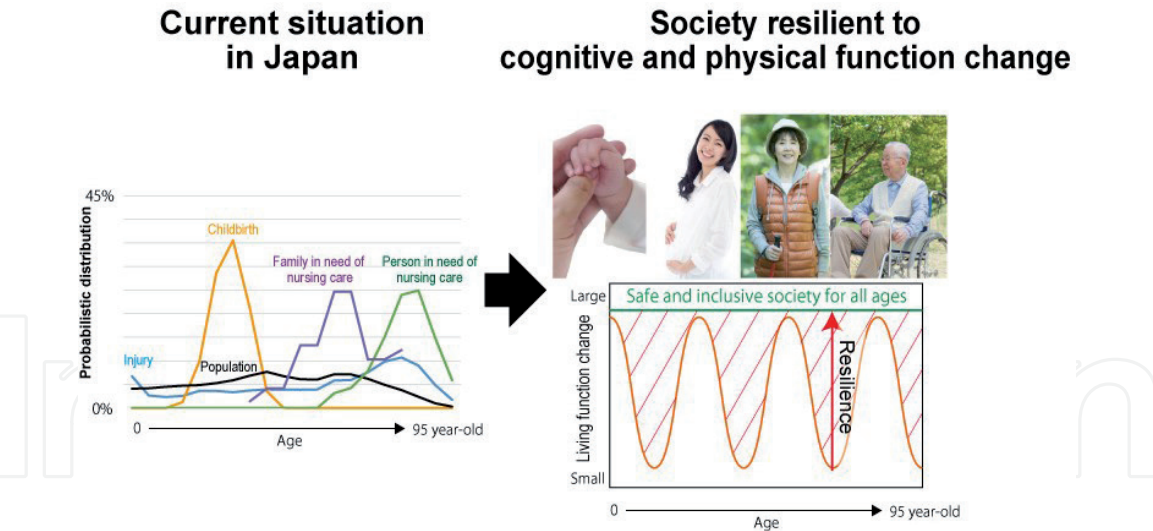 Current situation
in Japan
Society resilient to
cognitive and physical function change
45%
Probabilistic distribution
Childbirth
Family in need of
nursing care
Person in need of
nursing care
Injury
Population
0%
0
95 year-old
Age
Large
Safe and inclusive society for all ages
Living function change
Resilience
Small
0
95 year-old
Age